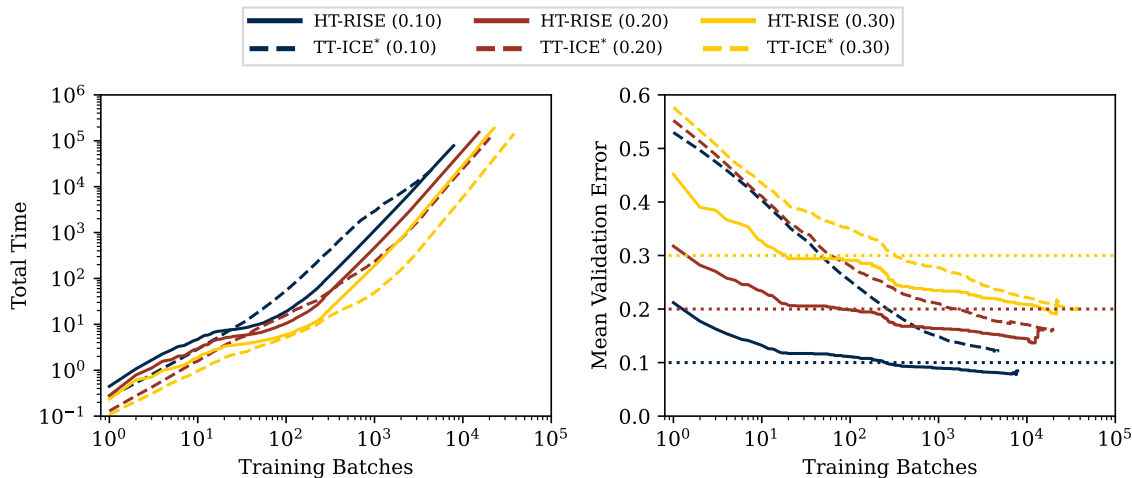 HT-RISE (0.10) HT-RISE (0.20) HT-RISE (0.30)
TT-ICE* (0.10) TT-ICE* (0.20) TT-ICE* (0.30)
Total Time
10^6
10^5
10^4
10^3
10^2
10^1
10^0
10^-1
10^0 10^1 10^2 10^3 10^4 10^5
Training Batches
Mean Validation Error
0.6
0.5
0.4
0.3
0.2
0.1
0.0
10^0 10^1 10^2 10^3 10^4 10^5
Training Batches